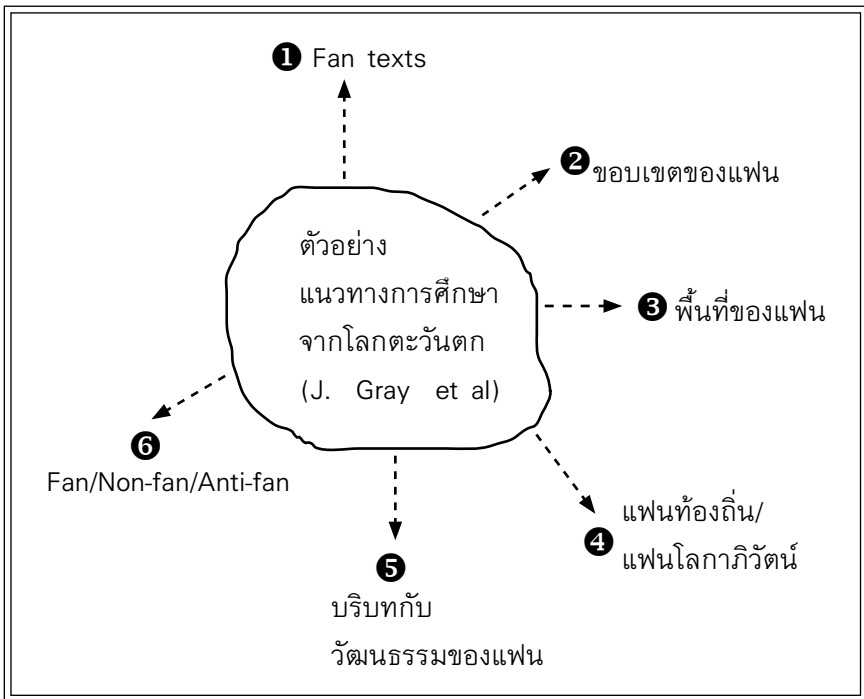 ❶ Fan texts
❷ ขอบเขตของแฟน
ตัวอย่าง
แนวทางการศึกษา
จากโลกตะวันตก
(J. Gray et al)
❸ พื้นที่ของแฟน
❹ แฟนท้องถิ่น/
แฟนโลกาภิวัตน์
❺
บริบทกับ
วัฒนธรรมของแฟน
❻
Fan/Non-fan/Anti-fan